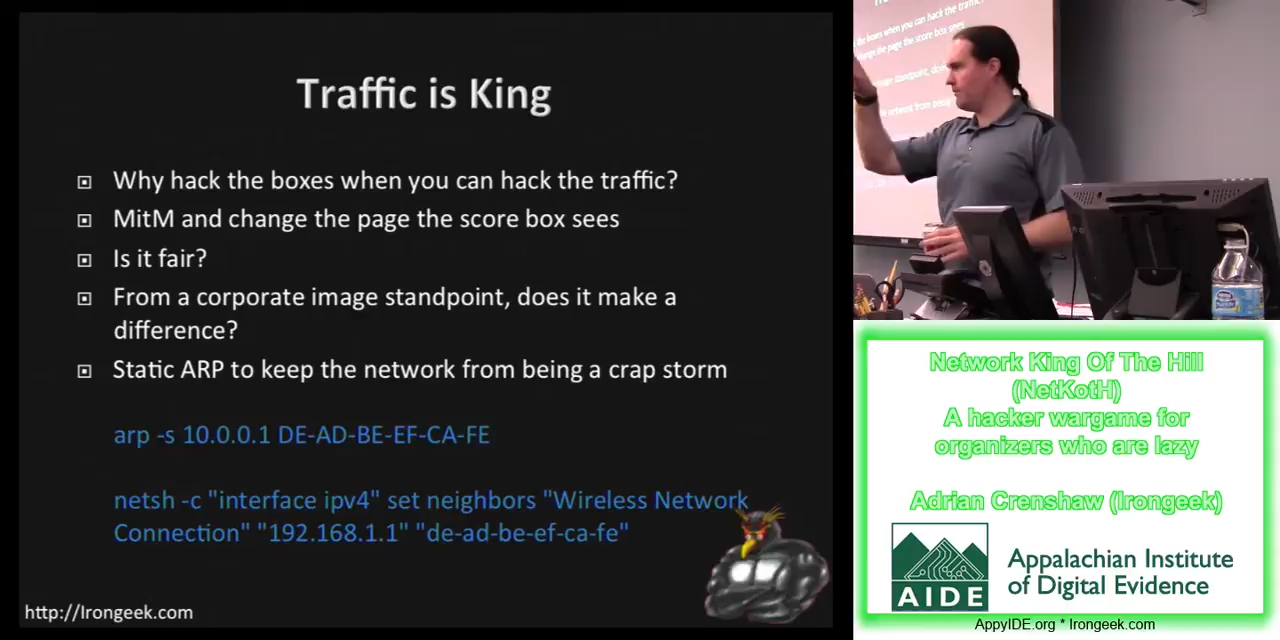 Traffic is King
Why hack the boxes when you can hack the traffic?
MitM and change the page the score box sees
Is it fair?
From a corporate image standpoint, does it make a
difference?
Static ARP to keep the network from being a crap storm
arp -s 10.0.0.1 DE-AD-BE-EF-CA-FE
netsh -c "interface ipv4" set neighbors "Wireless Network
Connection" "192.168.1.1" "de-ad-be-ef-ca-fe"
http://Irongeek.com
Network King Of The Hill
(NetKotH)
A hacker wargame for
organizers who are lazy
Adrian Crenshaw (Irongeek)
AIDE
Appalachian Institute
of Digital Evidence
AppyIDE.org * Irongeek.com